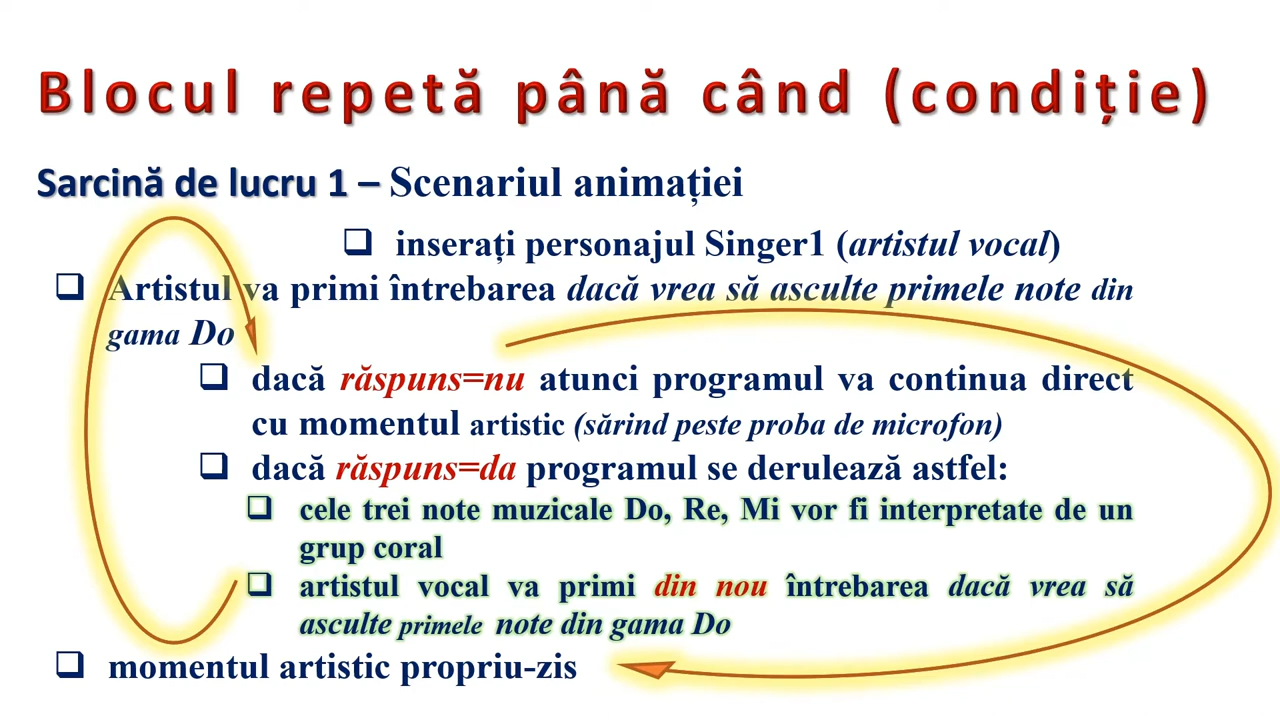 Blocul repetă până când (condiție)
Sarcină de lucru 1 – Scenariul animației
❑ inserați personajul Singer1 (artistul vocal)
❑ Artistul va primi întrebarea dacă vrea să asculte primele note din
gama Do
❑ dacă răspuns=nu atunci programul va continua direct
cu momentul artistic (sărind peste proba de microfon)
❑ dacă răspuns=da programul se derulează astfel:
❑ cele trei note muzicale Do, Re, Mi vor fi interpretate de un
grup coral
❑ artistul vocal va primi din nou întrebarea dacă vrea să
asculte primele note din gama Do
❑ momentul artistic propriu-zis